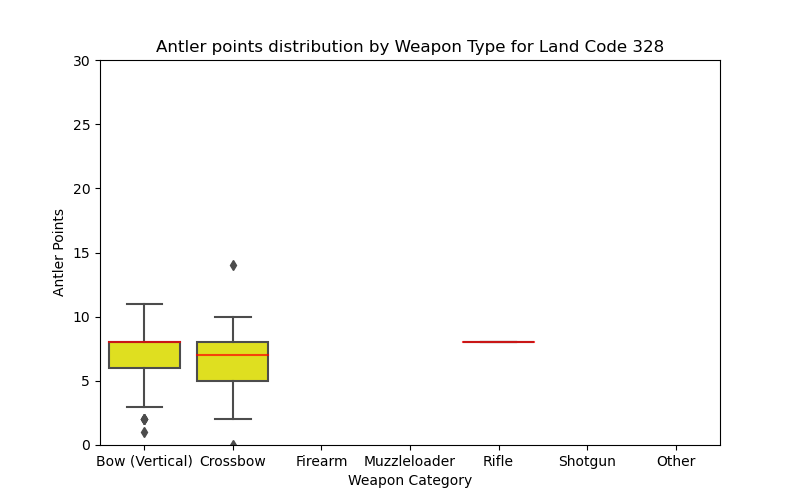 Antler points distribution by Weapon Type for Land Code 328
30
25
20
15
10
5
0
Antler Points
Bow (Vertical) Crossbow Firearm Muzzleloader Rifle Shotgun Other
Weapon Category